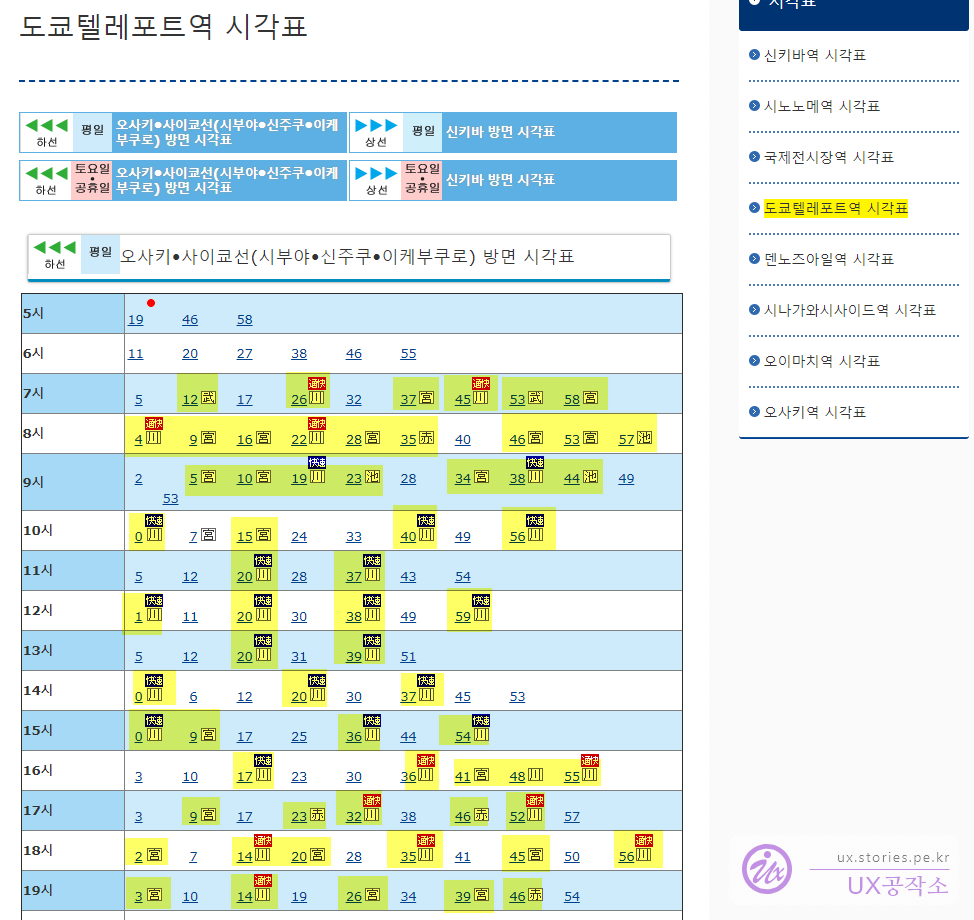 도쿄텔레포트역 시각표
◀◀◀ 하선 평일 오사키•사이쿄선(시부야•신주쿠•이케
부쿠로) 방면 시각표
▶▶▶ 상선 평일 신키바 방면 시각표
◀◀◀ 하선 토요일•공휴일 오사키•사이쿄선(시부야•신주쿠•이케
부쿠로) 방면 시각표
▶▶▶ 상선 토요일•공휴일 신키바 방면 시각표
◀◀◀ 하선 평일 오사키•사이쿄선(시부야•신주쿠•이케부쿠로) 방면 시각표
5시 19 46 58
6시 11 20 27 38 46 55
7시 5 12武 17 26通快川 32 37宮 45通快川 53武 58宮
8시 4通快川 9宮 16宮 22通快川 28宮 35赤 40 46宮 53宮 57池
9시 2 5宮 10宮 19快速川 23池 28 34宮 38快速川 44池 49
53
10시 0快速川 7宮 15宮 24 33 40快速川 49 56快速川
11시 5 12 20快速川 28 37快速川 43 54
12시 1快速川 11 20快速川 30 38快速川 49 59快速川
13시 5 12 20快速川 31 39快速川 51
14시 0快速川 6 12 20快速川 30 37快速川 45 53
15시 0快速川 9宮 17 25 36快速川 44 54快速川
16시 3 10 17快速川 23 30 36通快川 41宮 48川 55通快川
17시 3 9宮 17 23赤 32通快川 38 46赤 52通快川 57
18시 2宮 7 14通快川 20宮 28 35通快川 41 45宮 50 56通快川
19시 3宮 10 14通快川 19 26宮 34 39宮 46赤 54
시각표
신키바역 시각표
시노노메역 시각표
국제전시장역 시각표
도쿄텔레포트역 시각표
덴노즈아일역 시각표
시나가와시사이드역 시각표
오이마치역 시각표
오사키역 시각표
ux
ux.stories.pe.kr
UX공작소